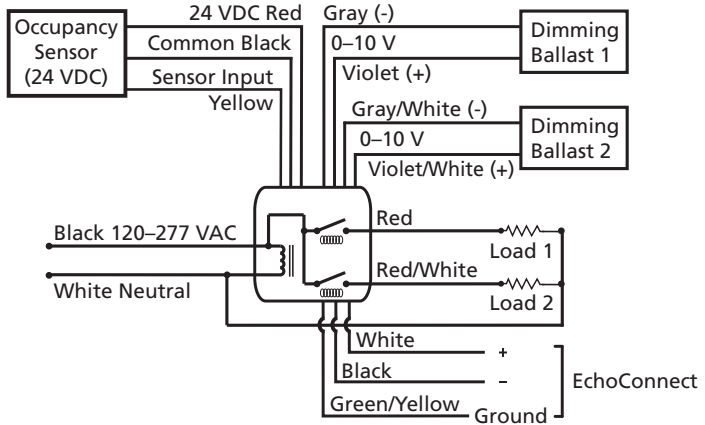 Occupancy
Sensor
(24 VDC)
24 VDC Red
Common Black
Sensor Input
Yellow
Gray (-)
0–10 V
Violet (+)
Dimming
Ballast 1
Gray/White (-)
0–10 V
Violet/White (+)
Dimming
Ballast 2
Black 120–277 VAC
White Neutral
Red
Load 1
Red/White
Load 2
White
+
Black
–
Green/Yellow
Ground
EchoConnect